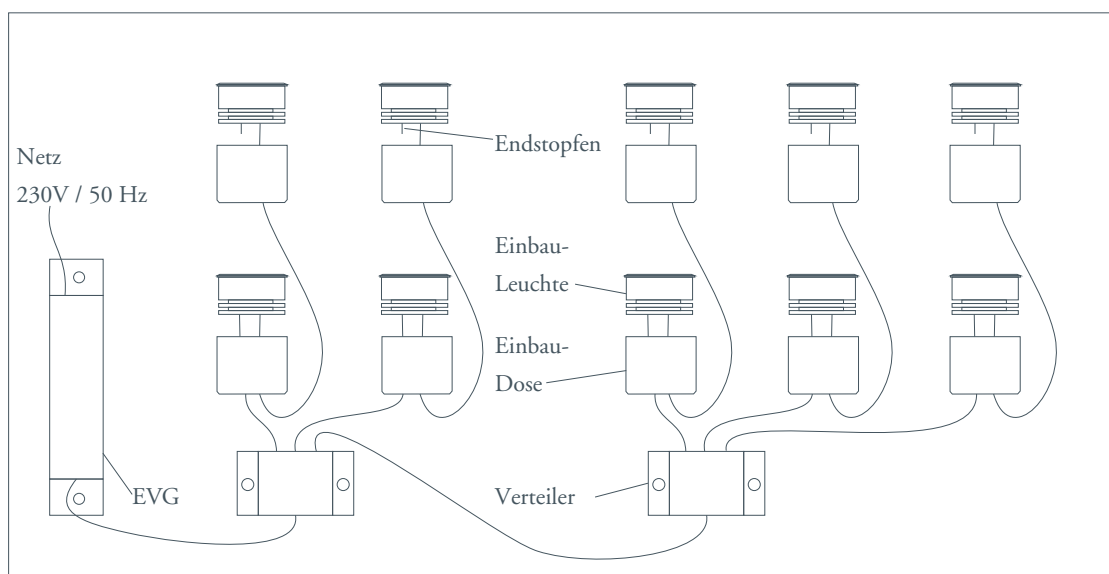 Endstopfen
Netz
230V / 50 Hz
Einbau-
Leuchte
Einbau-
Dose
EVG
Verteiler